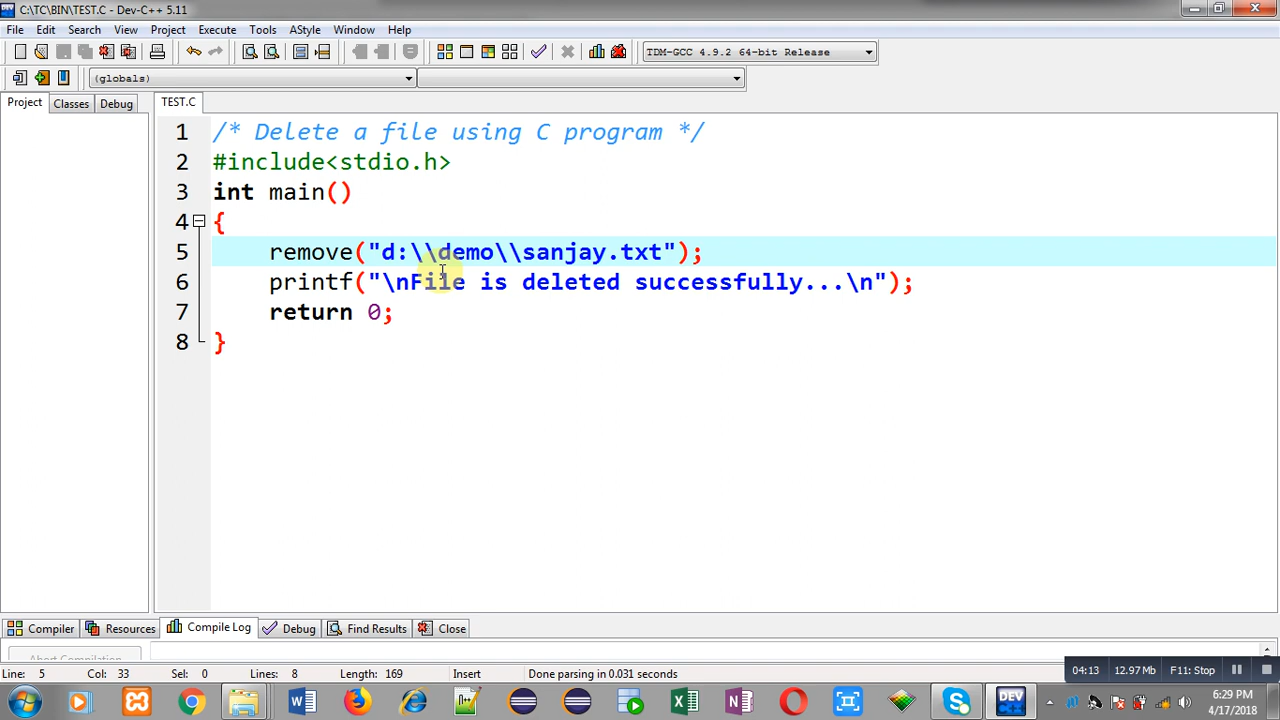 C:\TC\BIN\TEST.C - Dev-C++ 5.11
File Edit Search View Project Execute Tools AStyle Window Help
TDM-GCC 4.9.2 64-bit Release
(globals)
Project Classes Debug TEST.C
1 /* Delete a file using C program */
2 #include<stdio.h>
3 int main()
4 {
5 remove("d:\\demo\\sanjay.txt");
6 printf("\nFile is deleted successfully...\n");
7 return 0;
8 }
Compiler Resources Compile Log Debug Find Results Close
Abort Compilation
Line: 5 Col: 33 Sel: 0 Lines: 8 Length: 169 Insert Done parsing in 0.031 seconds
04:13 12.97 Mb F11: Stop
DEV
6:29 PM
4/17/2018